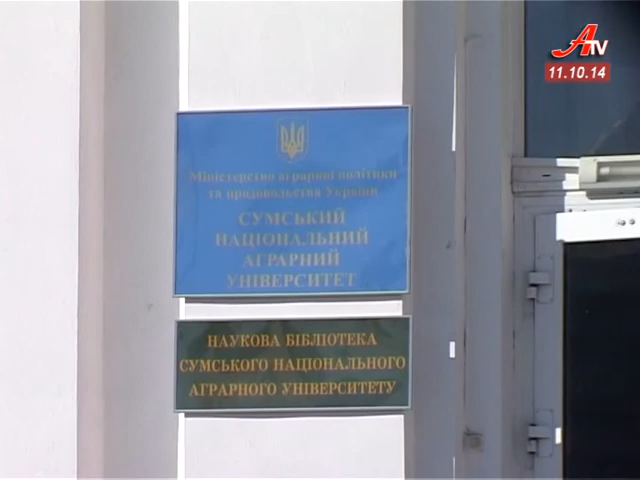 ATV
11.10.14
Міністерство аграрної політики
та продовольства України
СУМСЬКИЙ
НАЦІОНАЛЬНИЙ
АГРАРНИЙ
УНІВЕРСИТЕТ
НАУКОВА БІБЛІОТЕКА
СУМСЬКОГО НАЦІОНАЛЬНОГО
АГРАРНОГО УНІВЕРСИТЕТУ